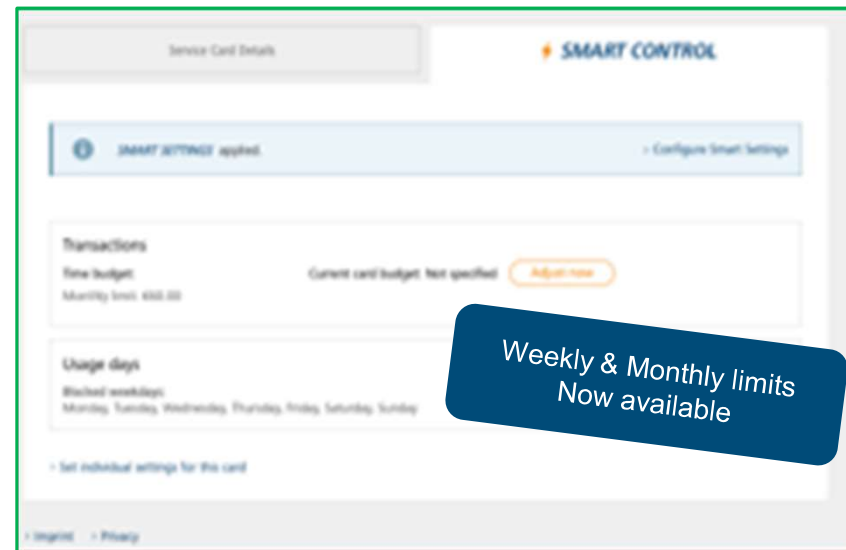 Service Card Details
SMART CONTROL
SMART SETTINGS applied.
› Configure Smart Settings
Transactions
Time budget:
Current card budget: Not specified
Adjust now
Monthly limit:
Weekly & Monthly limits
Now available
Usage days
Blocked weekdays:
Monday, Tuesday, Wednesday, Thursday, Friday, Saturday, Sunday
› Set individual settings for this card
› Imprint › Privacy